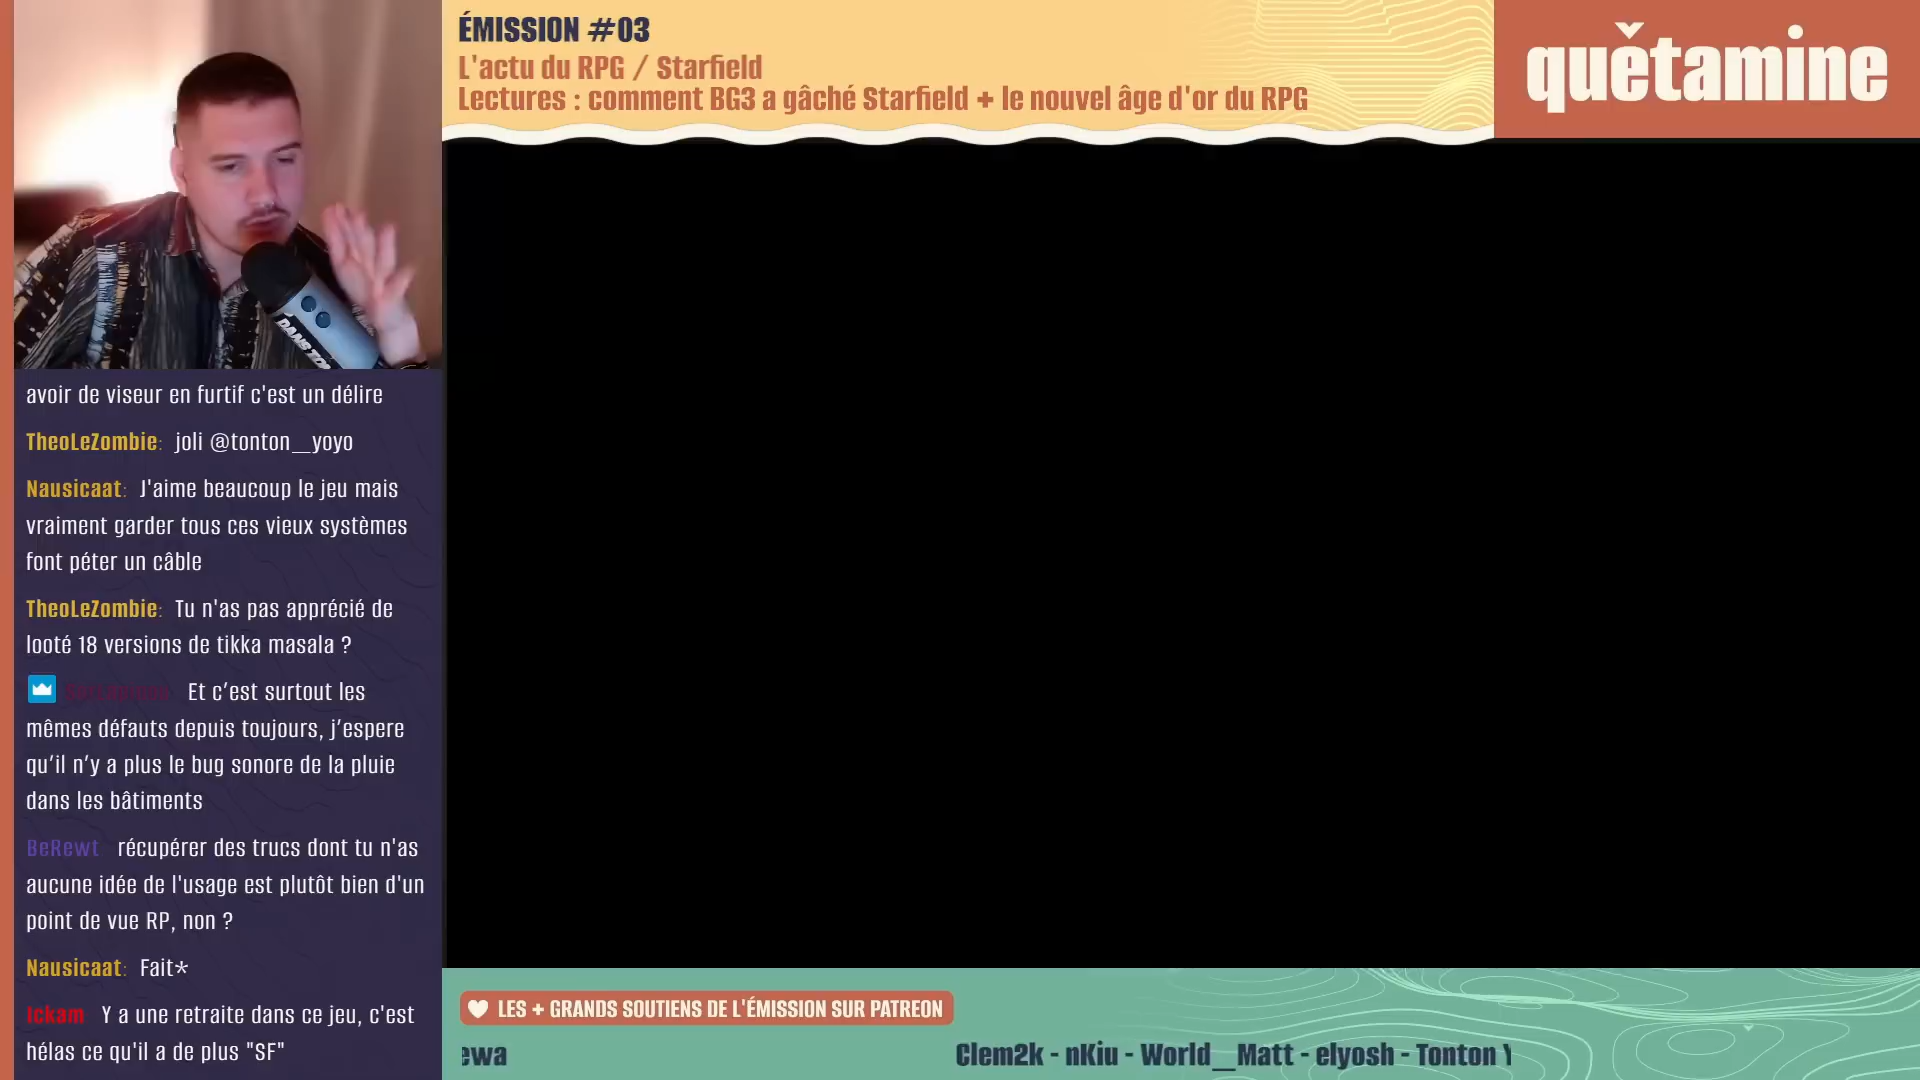 ÉMISSION #03
L'actu du RPG / Starfield
Lectures : comment BG3 a gâché Starfield + le nouvel âge d'or du RPG
quêtamine
DANS TON
avoir de viseur en furtif c'est un délire
TheoLeZombie: joli @tonton__yoyo
Nausicaat: J'aime beaucoup le jeu mais
vraiment garder tous ces vieux systèmes
font péter un câble
TheoLeZombie: Tu n'as pas apprécié de
looté 18 versions de tikka masala ?
Et c’est surtout les
mêmes défauts depuis toujours, j’espere
qu’il n’y a plus le bug sonore de la pluie
dans les bâtiments
BeRewt récupérer des trucs dont tu n'as
aucune idée de l'usage est plutôt bien d'un
point de vue RP, non ?
Nausicaat: Fait*
Ickam Y a une retraite dans ce jeu, c'est
hélas ce qu'il a de plus "SF"
LES + GRANDS SOUTIENS DE L'ÉMISSION SUR PATREON
ewa Clem2k - nKiu - World__Matt - elyosh - Tonton Y